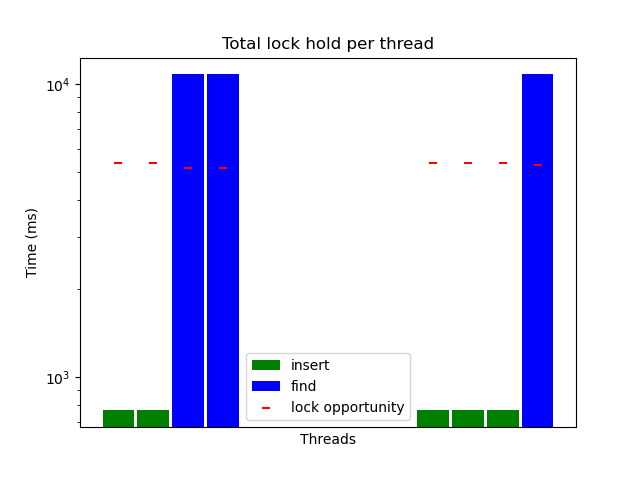 Total lock hold per thread
10⁴
10³
Time (ms)
insert
find
lock opportunity
Threads